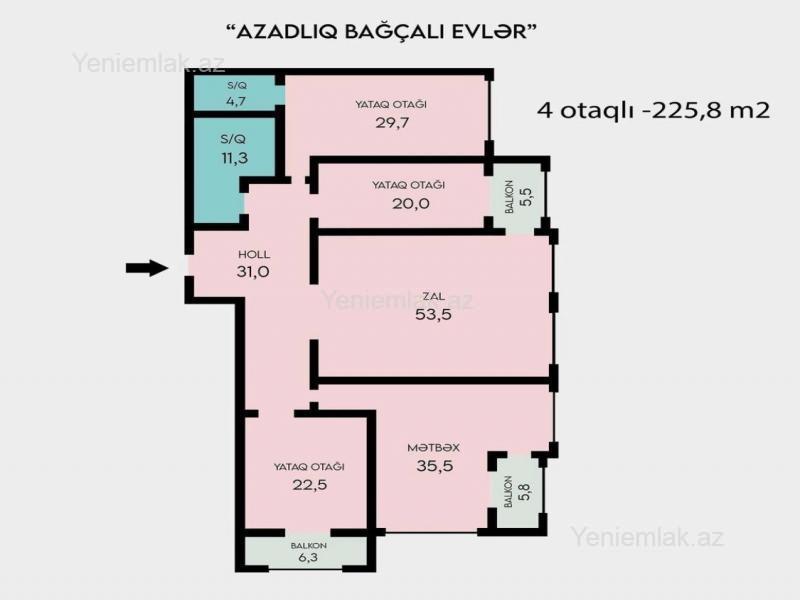 “AZADLIQ BAĞÇALI EVLƏR”
Yeniemlak.az
S/Q
4,7
YATAQ OTAĞI
29,7
4 otaqlı -225,8 m2
S/Q
11,3
YATAQ OTAĞI
20,0
BALKON
5,5
HOLL
31,0
ZAL
53,5
Yeniemlak.az
MƏTBƏX
35,5
YATAQ OTAĞI
22,5
BALKON
5,8
BALKON
6,3
Yeniemlak.az